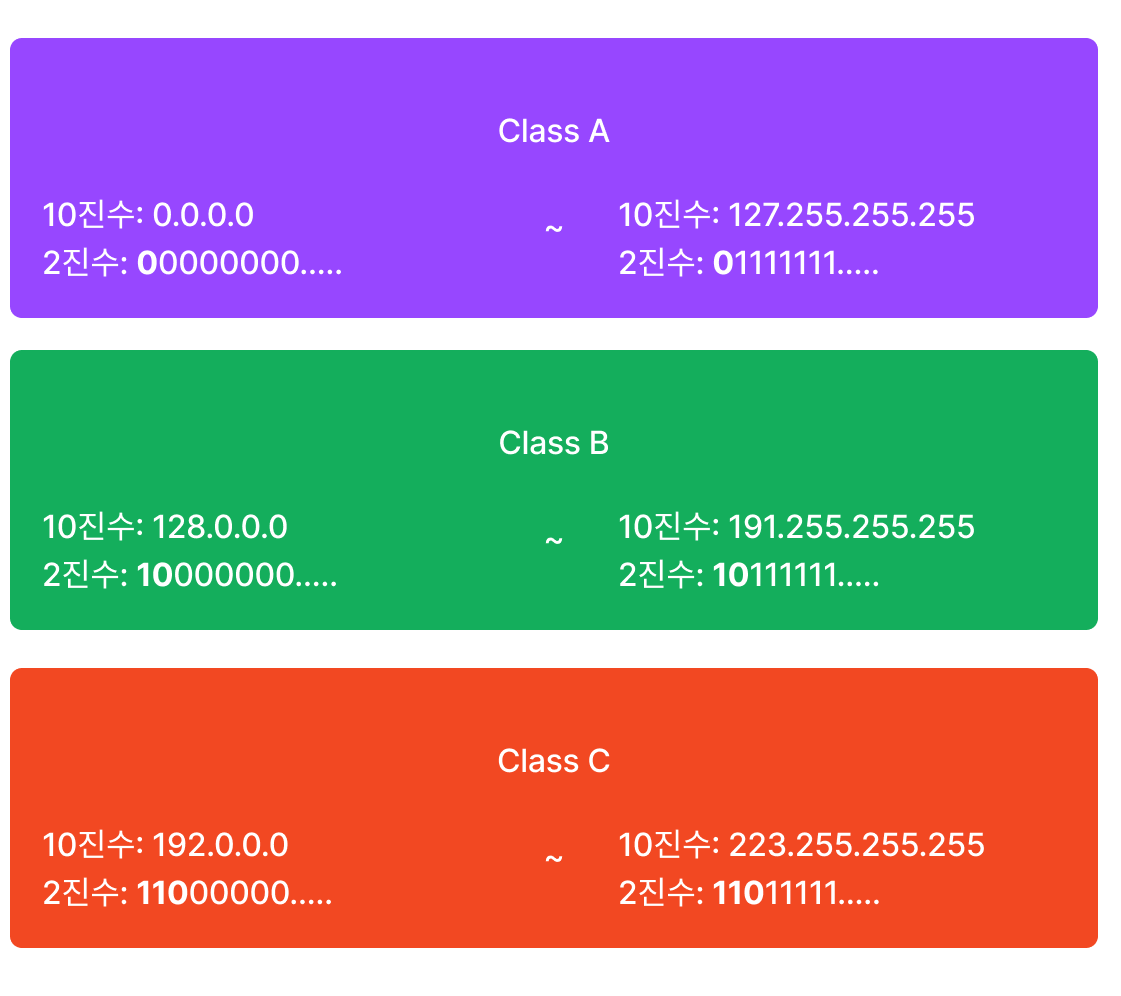 Class A
10진수: 0.0.0.0
2진수: 00000000.....
~
10진수: 127.255.255.255
2진수: 01111111.....
Class B
10진수: 128.0.0.0
2진수: 10000000.....
~
10진수: 191.255.255.255
2진수: 10111111.....
Class C
10진수: 192.0.0.0
2진수: 11000000.....
~
10진수: 223.255.255.255
2진수: 11011111.....